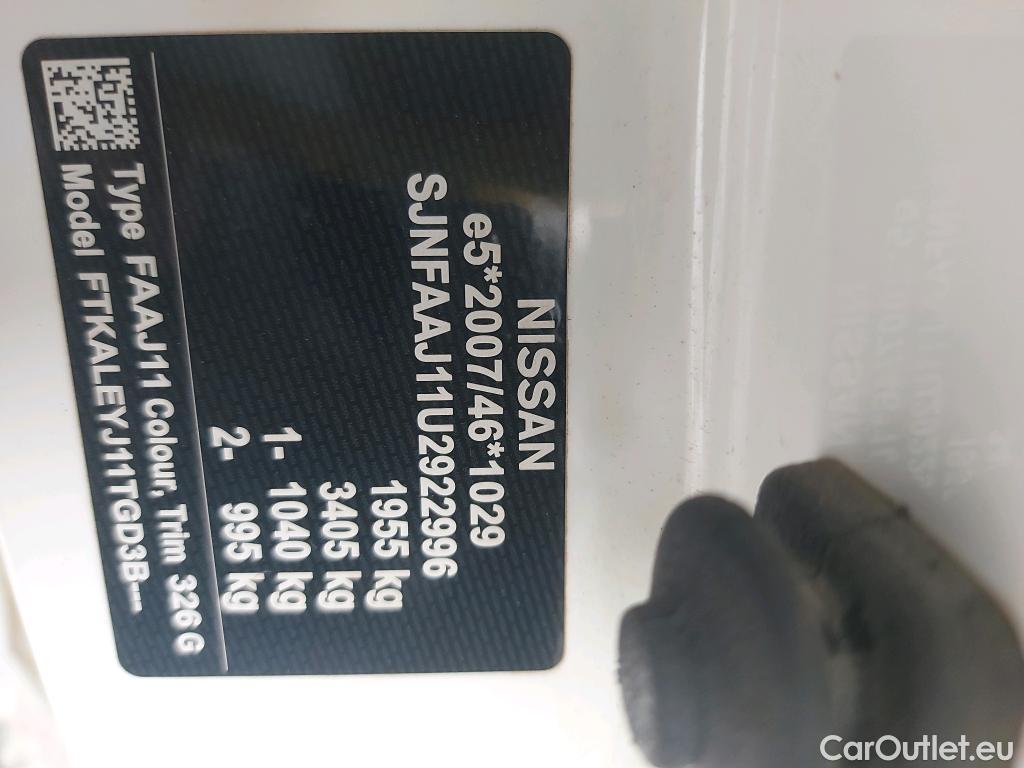 NISSAN
e5*2007/46*1029
SJNFAAJ11U2922996
1955 kg
3405 kg
1- 1040 kg
2- 995 kg
Type FAAJ11 Colour, Trim 326 G
Model FTKALEYJ11TGD3B---
CarOutlet.eu